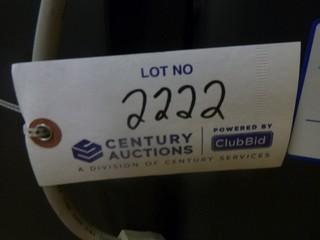 LOT NO
2222
CENTURY AUCTIONS
POWERED BY
ClubBid
A DIVISION OF CENTURY SERVICES